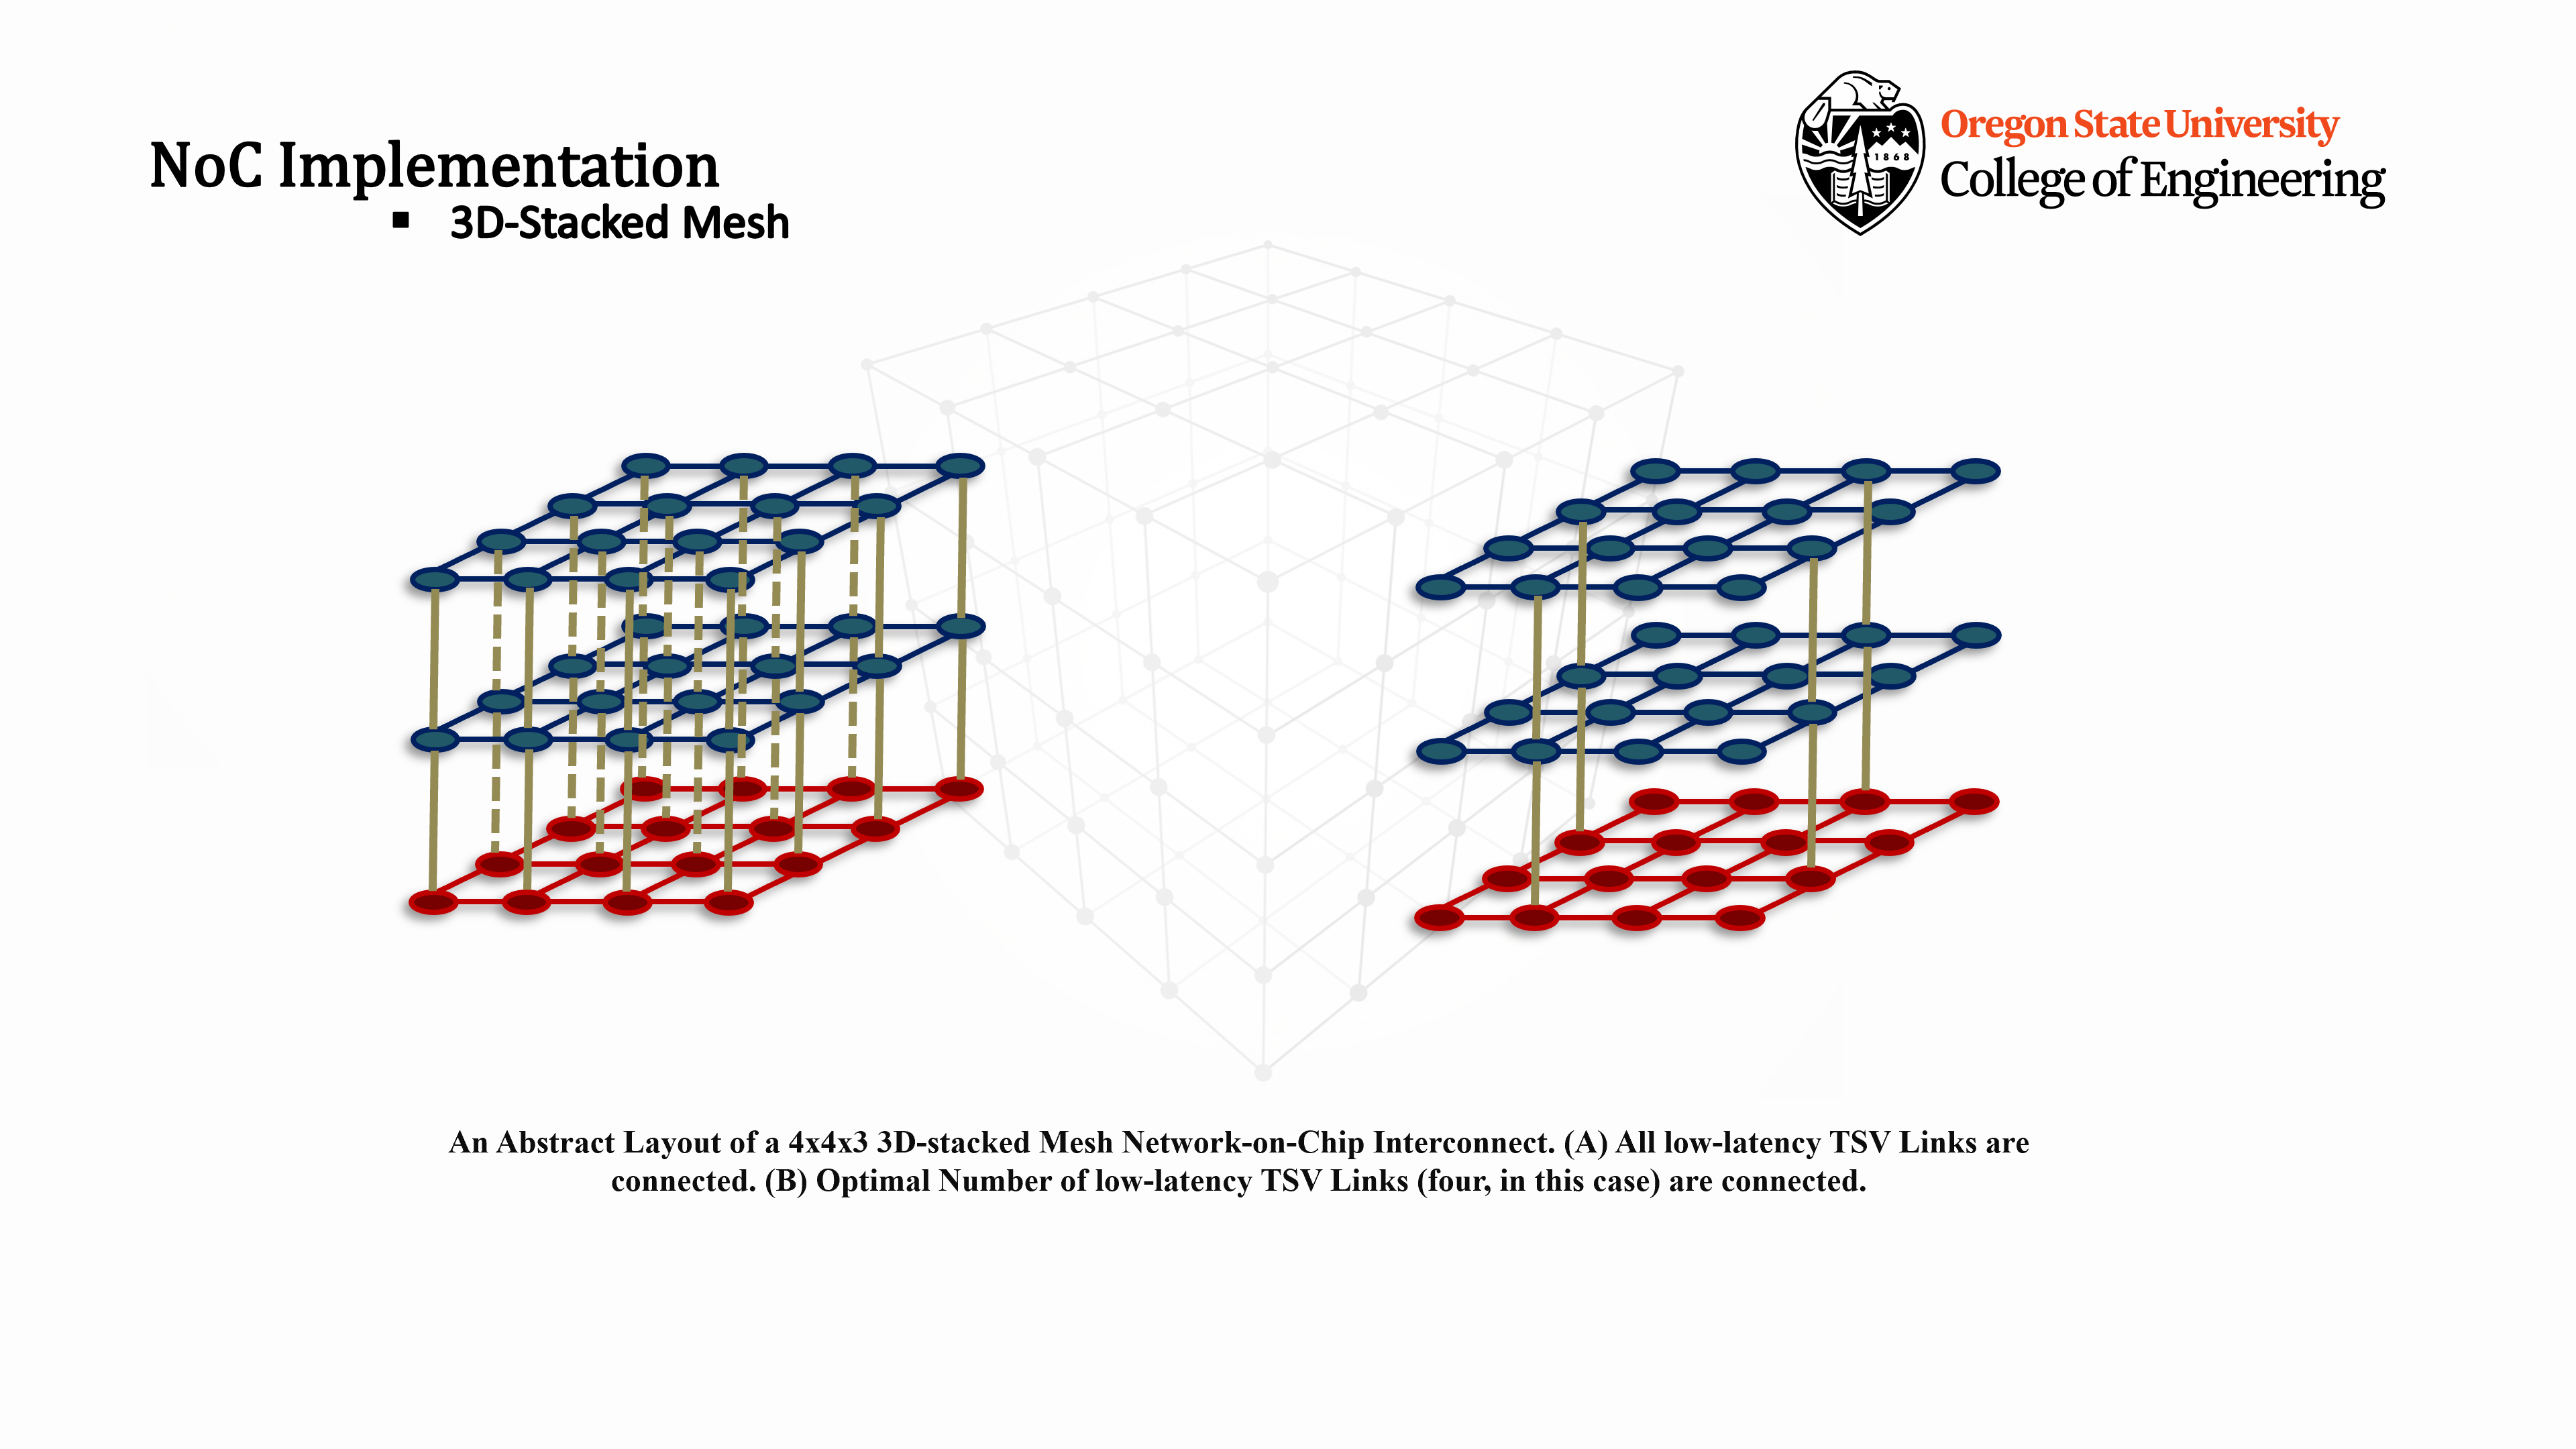 NoC Implementation
▪ 3D-Stacked Mesh
1868
Oregon State University
College of Engineering
An Abstract Layout of a 4x4x3 3D-stacked Mesh Network-on-Chip Interconnect. (A) All low-latency TSV Links are
connected. (B) Optimal Number of low-latency TSV Links (four, in this case) are connected.